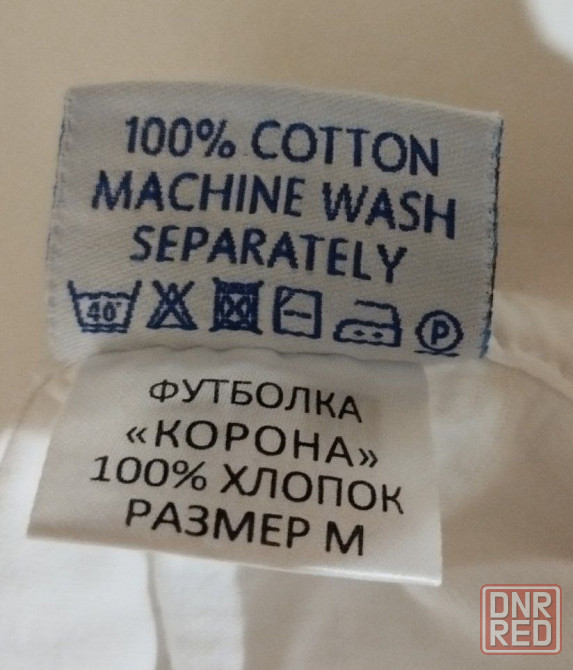 100% COTTON
MACHINE WASH
SEPARATELY
40°
P
ФУТБОЛКА
«КОРОНА»
100% ХЛОПОК
РАЗМЕР М
DNR
RED